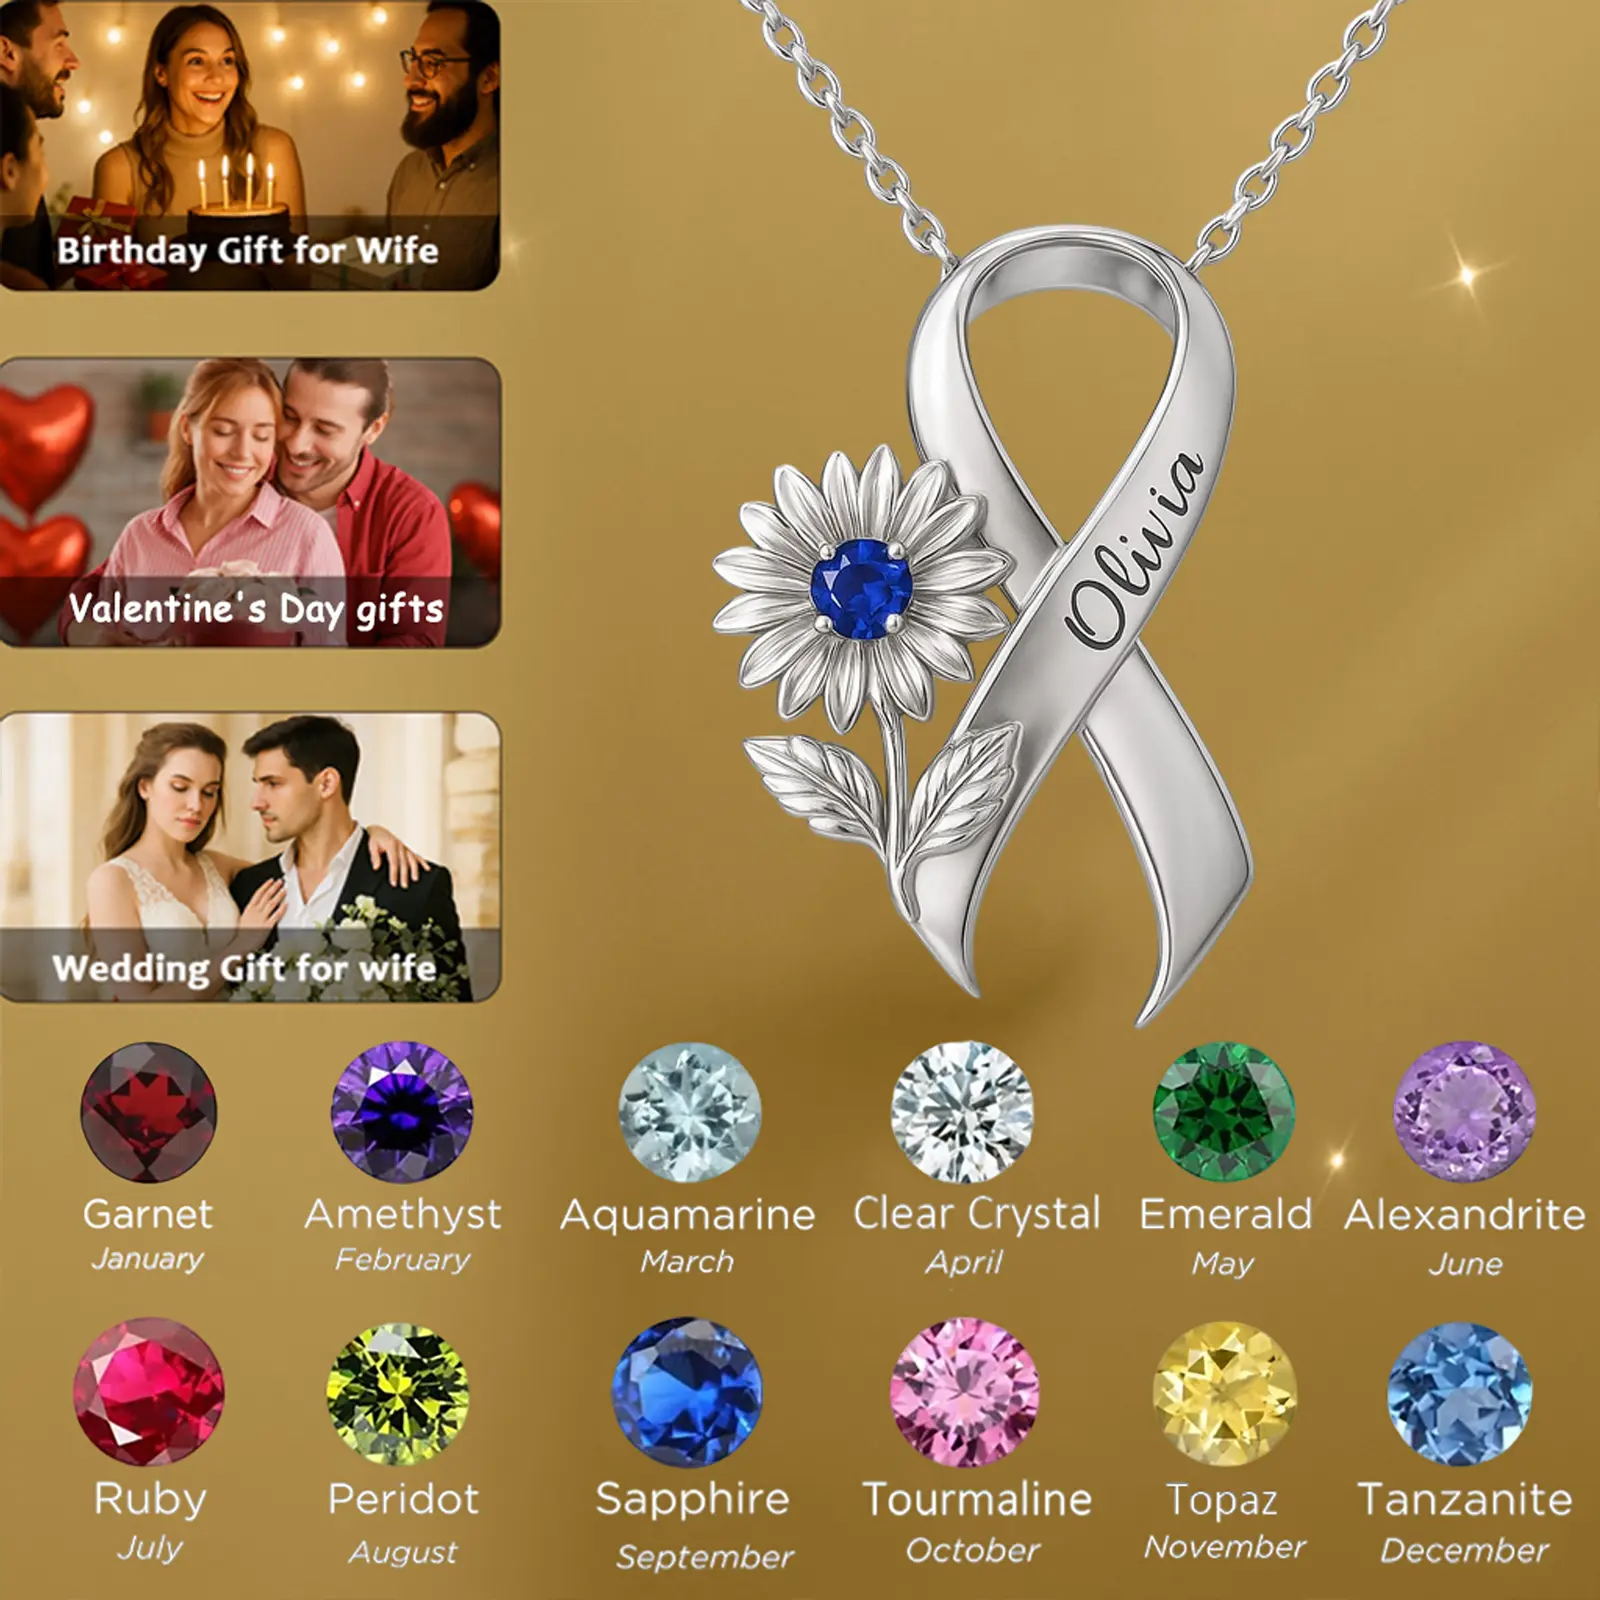 Birthday Gift for Wife
Valentine's Day gifts
Wedding Gift for wife
Olivia
Garnet
January
Amethyst
February
Aquamarine
March
Clear Crystal
April
Emerald
May
Alexandrite
June
Ruby
July
Peridot
August
Sapphire
September
Tourmaline
October
Topaz
November
Tanzanite
December